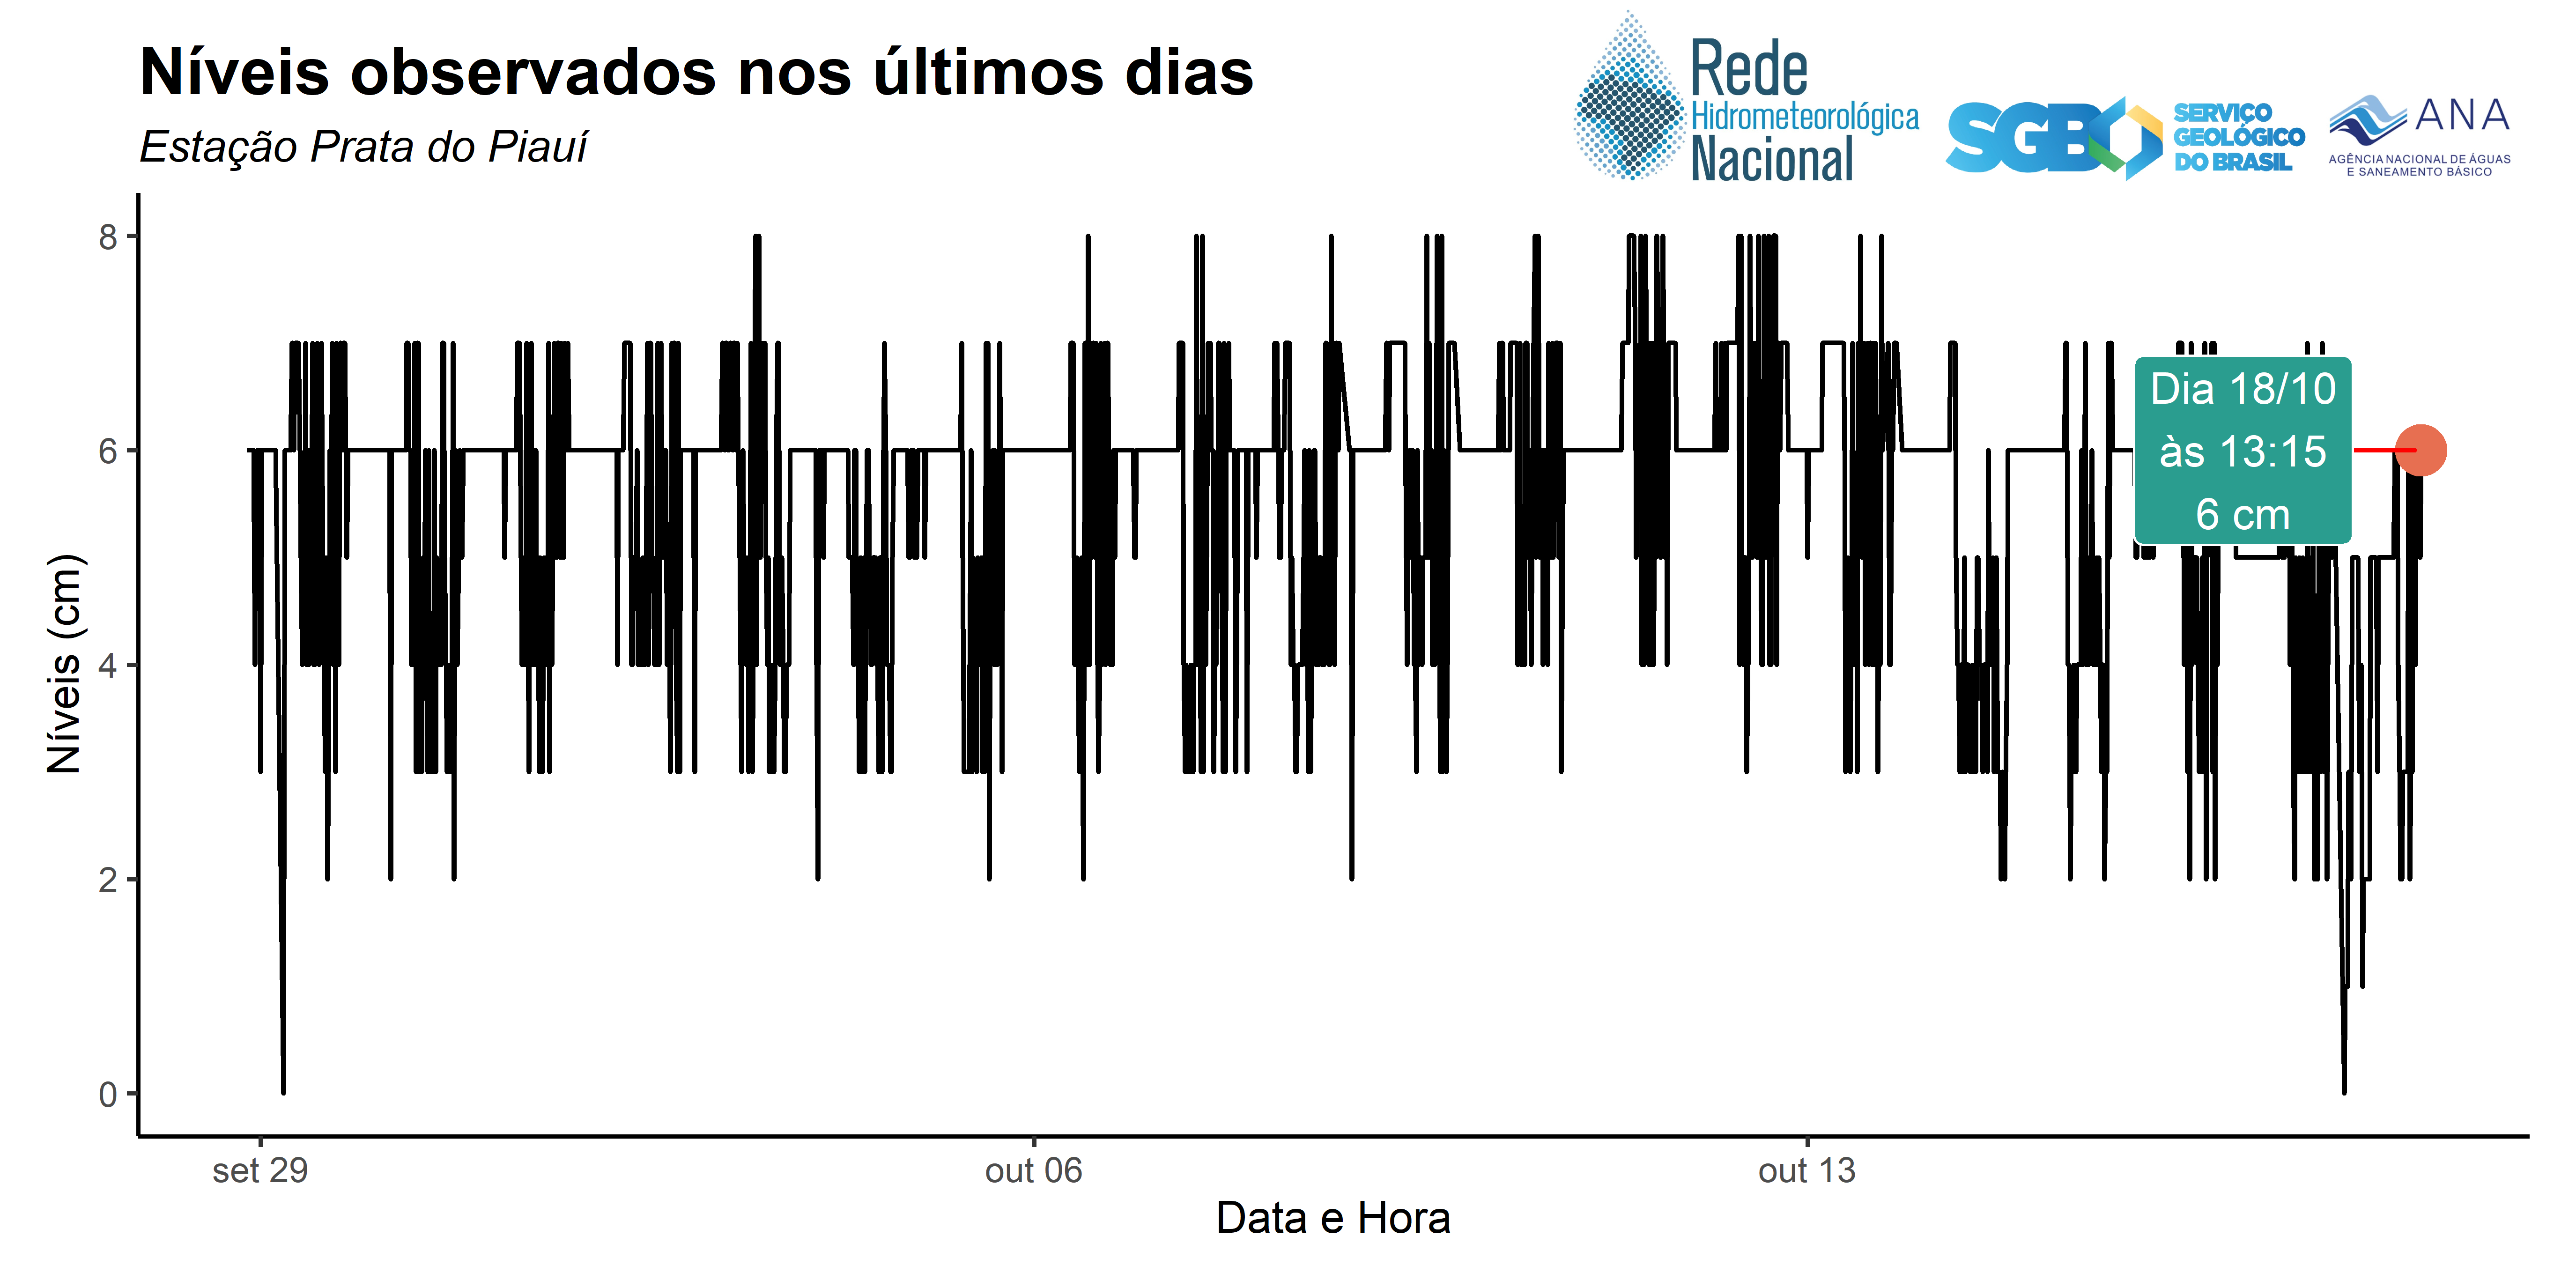 Níveis observados nos últimos dias
Estação Prata do Piauí
Rede
Hidrometeorológica
Nacional
SGB
SERVIÇO
GEOLÓGICO
DO BRASIL
ANA
AGÊNCIA NACIONAL DE ÁGUAS
E SANEAMENTO BÁSICO
Níveis (cm)
8
6
4
2
0
Dia 18/10
às 13:15
6 cm
set 29
out 06
out 13
Data e Hora